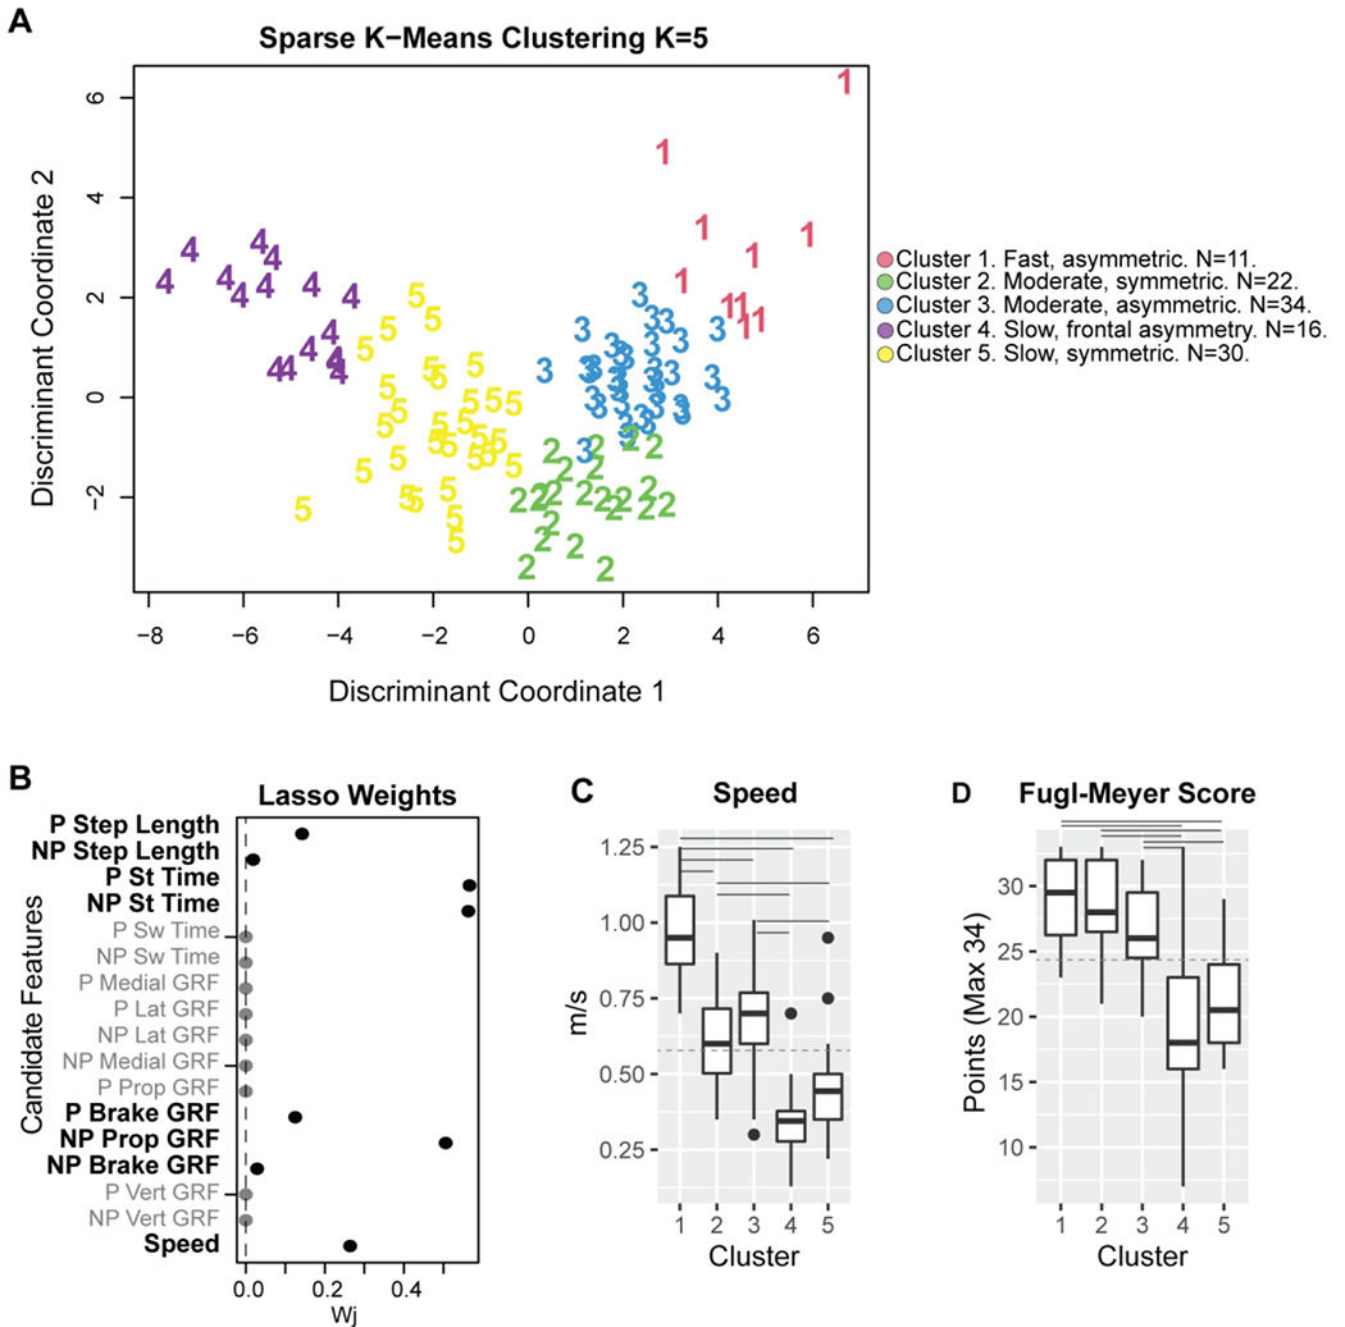 A
Sparse K−Means Clustering K=5
Discriminant Coordinate 2
6
4
2
0
−2
−8
−6
−4
−2
0
2
4
6
Discriminant Coordinate 1
Cluster 1. Fast, asymmetric. N=11.
Cluster 2. Moderate, symmetric. N=22.
Cluster 3. Moderate, asymmetric. N=34.
Cluster 4. Slow, frontal asymmetry. N=16.
Cluster 5. Slow, symmetric. N=30.
B
Lasso Weights
Candidate Features
P Step Length
NP Step Length
P St Time
NP St Time
P Sw Time
NP Sw Time
P Medial GRF
P Lat GRF
NP Lat GRF
NP Medial GRF
P Prop GRF
P Brake GRF
NP Prop GRF
NP Brake GRF
P Vert GRF
NP Vert GRF
Speed
0.0
0.2
0.4
Wj
C
Speed
m/s
1.25
1.00
0.75
0.50
0.25
1 2 3 4 5
Cluster
D
Fugl-Meyer Score
Points (Max 34)
30
25
20
15
10
1 2 3 4 5
Cluster